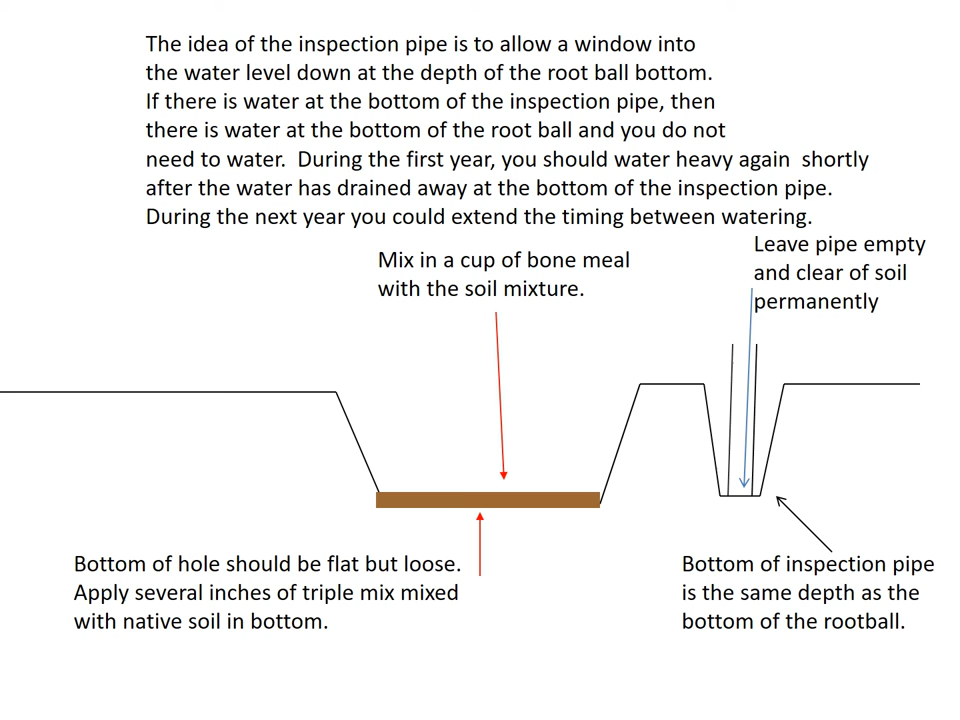 The idea of the inspection pipe is to allow a window into
the water level down at the depth of the root ball bottom.
If there is water at the bottom of the inspection pipe, then
there is water at the bottom of the root ball and you do not
need to water.  During the first year, you should water heavy again  shortly
after the water has drained away at the bottom of the inspection pipe.
During the next year you could extend the timing between watering.
Leave pipe empty
and clear of soil
permanently
Mix in a cup of bone meal
with the soil mixture.
Bottom of hole should be flat but loose.
Apply several inches of triple mix mixed
with native soil in bottom.
Bottom of inspection pipe
is the same depth as the
bottom of the rootball.